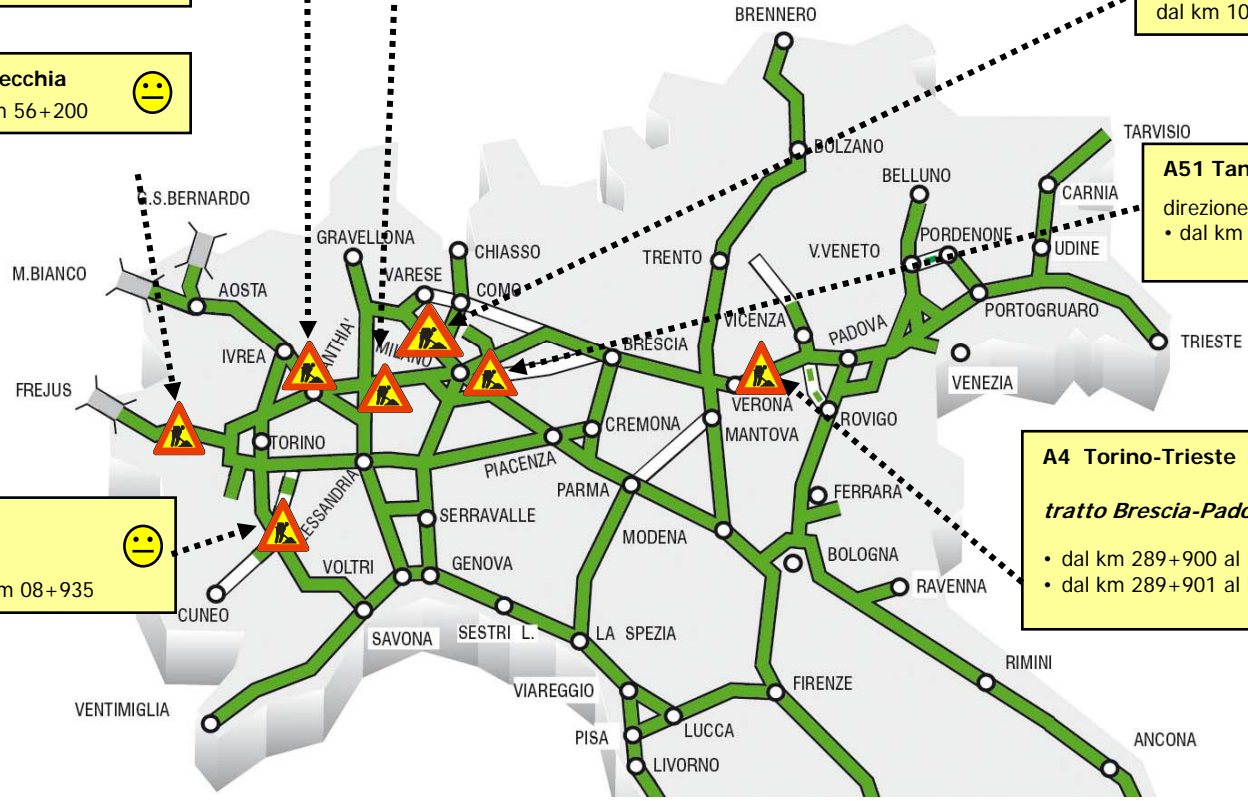 BRENNERO
dal km 10
ecchia
m 56+200
TARVISIO
BOLZANO
A51 Tan
direzione
• dal km
BELLUNO
CARNIA
G.S.BERNARDO
GRAVELLONA
CHIASSO
TRENTO
V.VENETO
PORDENONE
UDINE
M.BIANCO
AOSTA
VARESE
COMO
PORTOGRUARO
VICENZA
PADOVA
TRIESTE
IVREA
ANTHIA'
MILANO
BRESCIA
VENEZIA
FREJUS
VERONA
ROVIGO
TORINO
CREMONA
MANTOVA
PIACENZA
A4 Torino-Trieste
tratto Brescia-Pado
• dal km 289+900 al
• dal km 289+901 al
PARMA
FERRARA
LESSANDRIA
SERRAVALLE
MODENA
BOLOGNA
m 08+935
VOLTRI
GENOVA
RAVENNA
CUNEO
SAVONA
SESTRI L.
LA SPEZIA
RIMINI
VIAREGGIO
FIRENZE
VENTIMIGLIA
PISA
LUCCA
ANCONA
LIVORNO